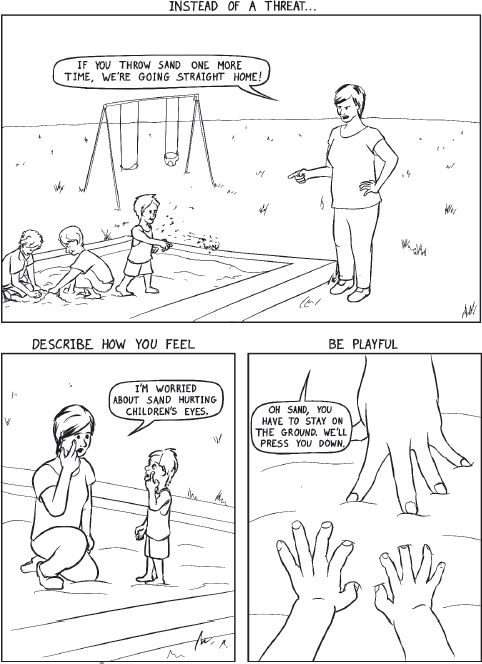 INSTEAD OF A THREAT...
IF YOU THROW SAND ONE MORE
TIME, WE'RE GOING STRAIGHT HOME!
DESCRIBE HOW YOU FEEL
I'M WORRIED
ABOUT SAND HURTING
CHILDREN'S EYES.
BE PLAYFUL
OH SAND, YOU
HAVE TO STAY ON
THE GROUND. WE'LL
PRESS YOU DOWN.